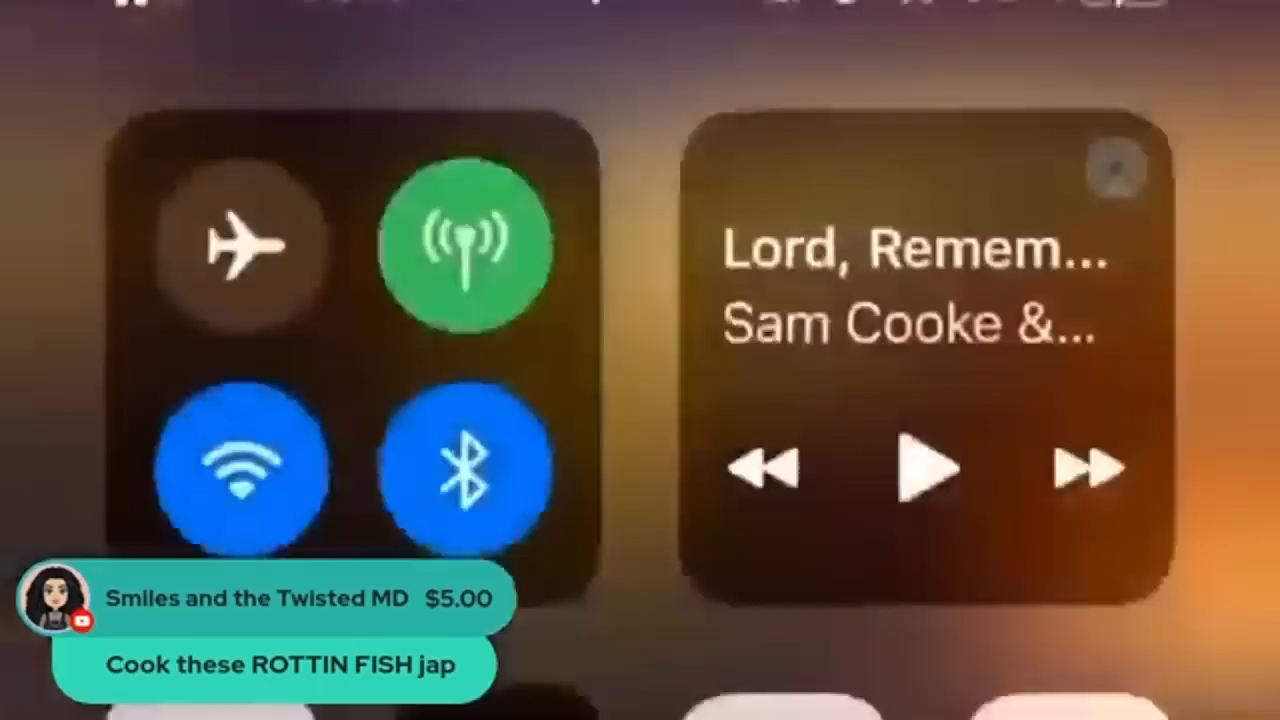 Lord, Remem...
Sam Cooke &...
Smiles and the Twisted MD $5.00
Cook these ROTTIN FISH jap